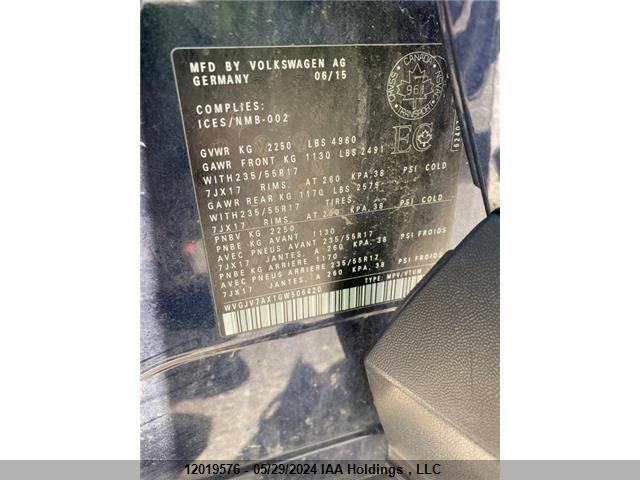 MFD BY VOLKSWAGEN AG
GERMANY 06/15
COMPLIES:
ICES/NMB-002
CANADA
TRANSPORT
EC
GVWR KG 2250 LBS 4960
GAWR FRONT KG 1130 LBS 2491
WITH235/55R17
7JX17 RIMS. AT 260 KPA.38 PSI COLD
GAWR REAR KG 1170 LBS 2579
WITH235/55R17 TIRES.
7JX17 RIMS. AT 260 KPA.38 PSI COLD
PNBV KG 2250
PNBE KG AVANT 1130
AVEC PNEUS AVANT 235/55R17
7JX17 JANTES. A 260 KPA. 38 PSI FROIDS
PNBE KG ARRIERE 1170
AVEC PNEUS ARRIERE 235/55R17
7JX17 JANTES. A 260 KPA. 38 PSI FROIDS
WVGJV7AX1GW506420 TYPE: MPV/VTUM
12019576 - 05/29/2024 IAA Holdings , LLC